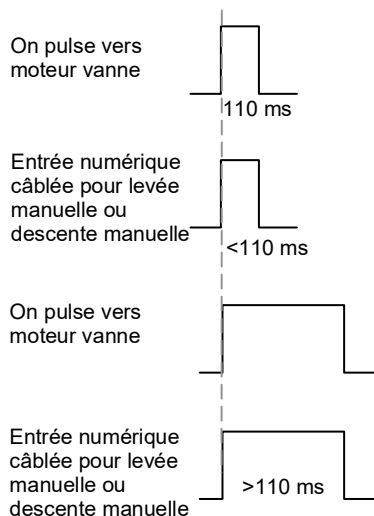 On pulse vers
moteur vanne
110 ms
Entrée numérique
câblée pour levée
manuelle ou
descente manuelle
<110 ms
On pulse vers
moteur vanne
Entrée numérique
câblée pour levée
manuelle ou
descente manuelle
>110 ms